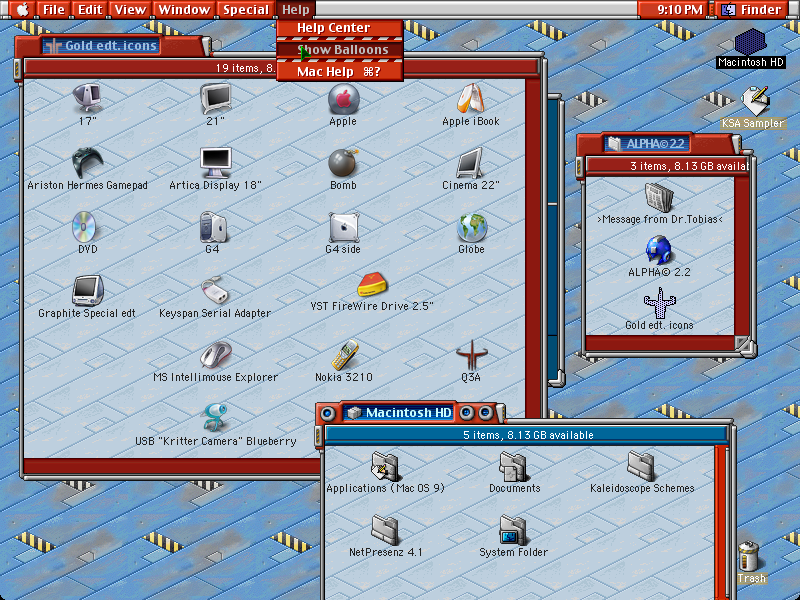 File Edit View Window Special Help 9:10 PM Finder
Help Center
Show Balloons
Mac Help ⌘?
Gold edt. icons
19 items, 8.
17"
21"
Apple
Apple iBook
Ariston Hermes Gamepad
Artica Display 18"
Bomb
Cinema 22"
DVD
G4
G4 side
Globe
Graphite Special edt
Keyspan Serial Adapter
VST FireWire Drive 2.5"
MS Intellimouse Explorer
Nokia 3210
Q3A
USB "Kritter Camera" Blueberry
Macintosh HD
KSA Sampler
ALPHA© 2.2
3 items, 8.13 GB availat
>Message from Dr.Tobias<
ALPHA© 2.2
Gold edt. icons
Macintosh HD
5 items, 8.13 GB available
Applications (Mac OS 9)
Documents
Kaleidoscope Schemes
NetPresenz 4.1
System Folder
Trash